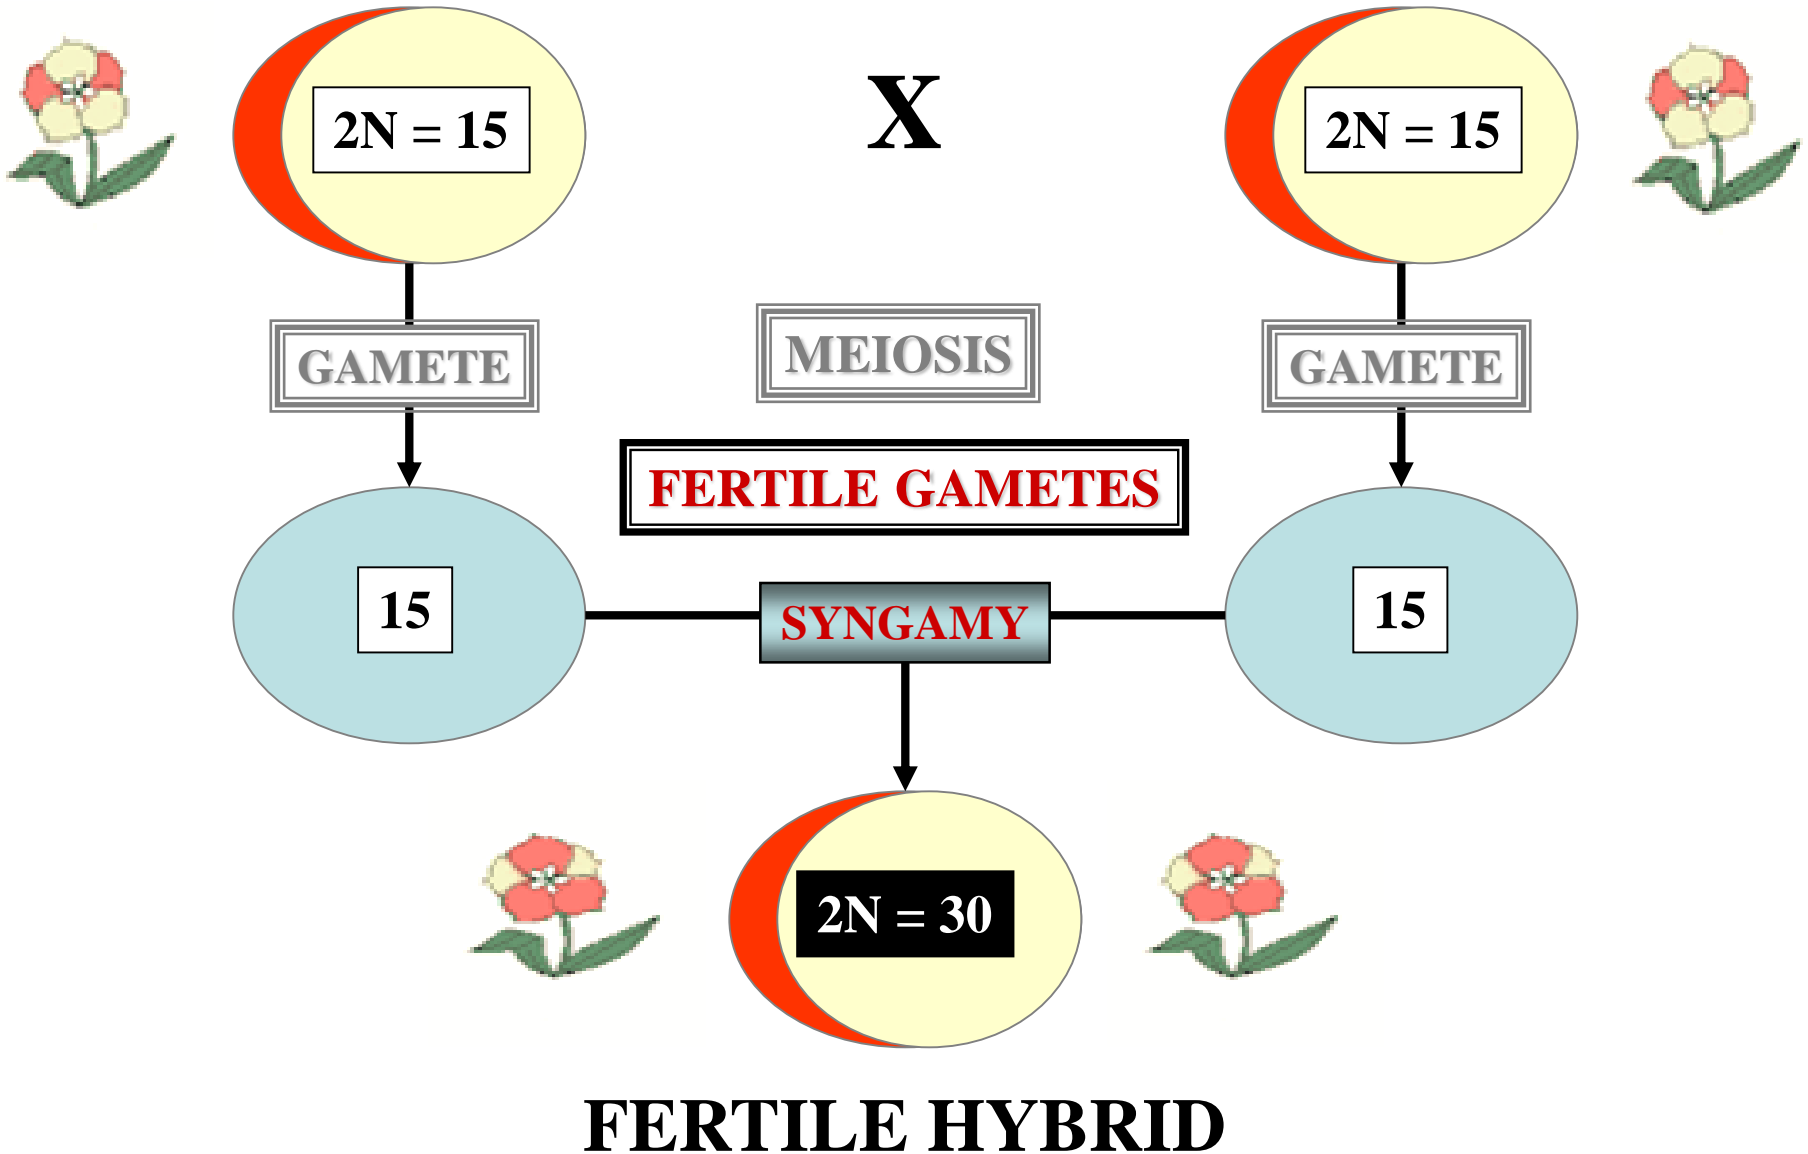 2N = 15
X
2N = 15
GAMETE
MEIOSIS
GAMETE
FERTILE GAMETES
15
SYNGAMY
15
2N = 30
FERTILE HYBRID